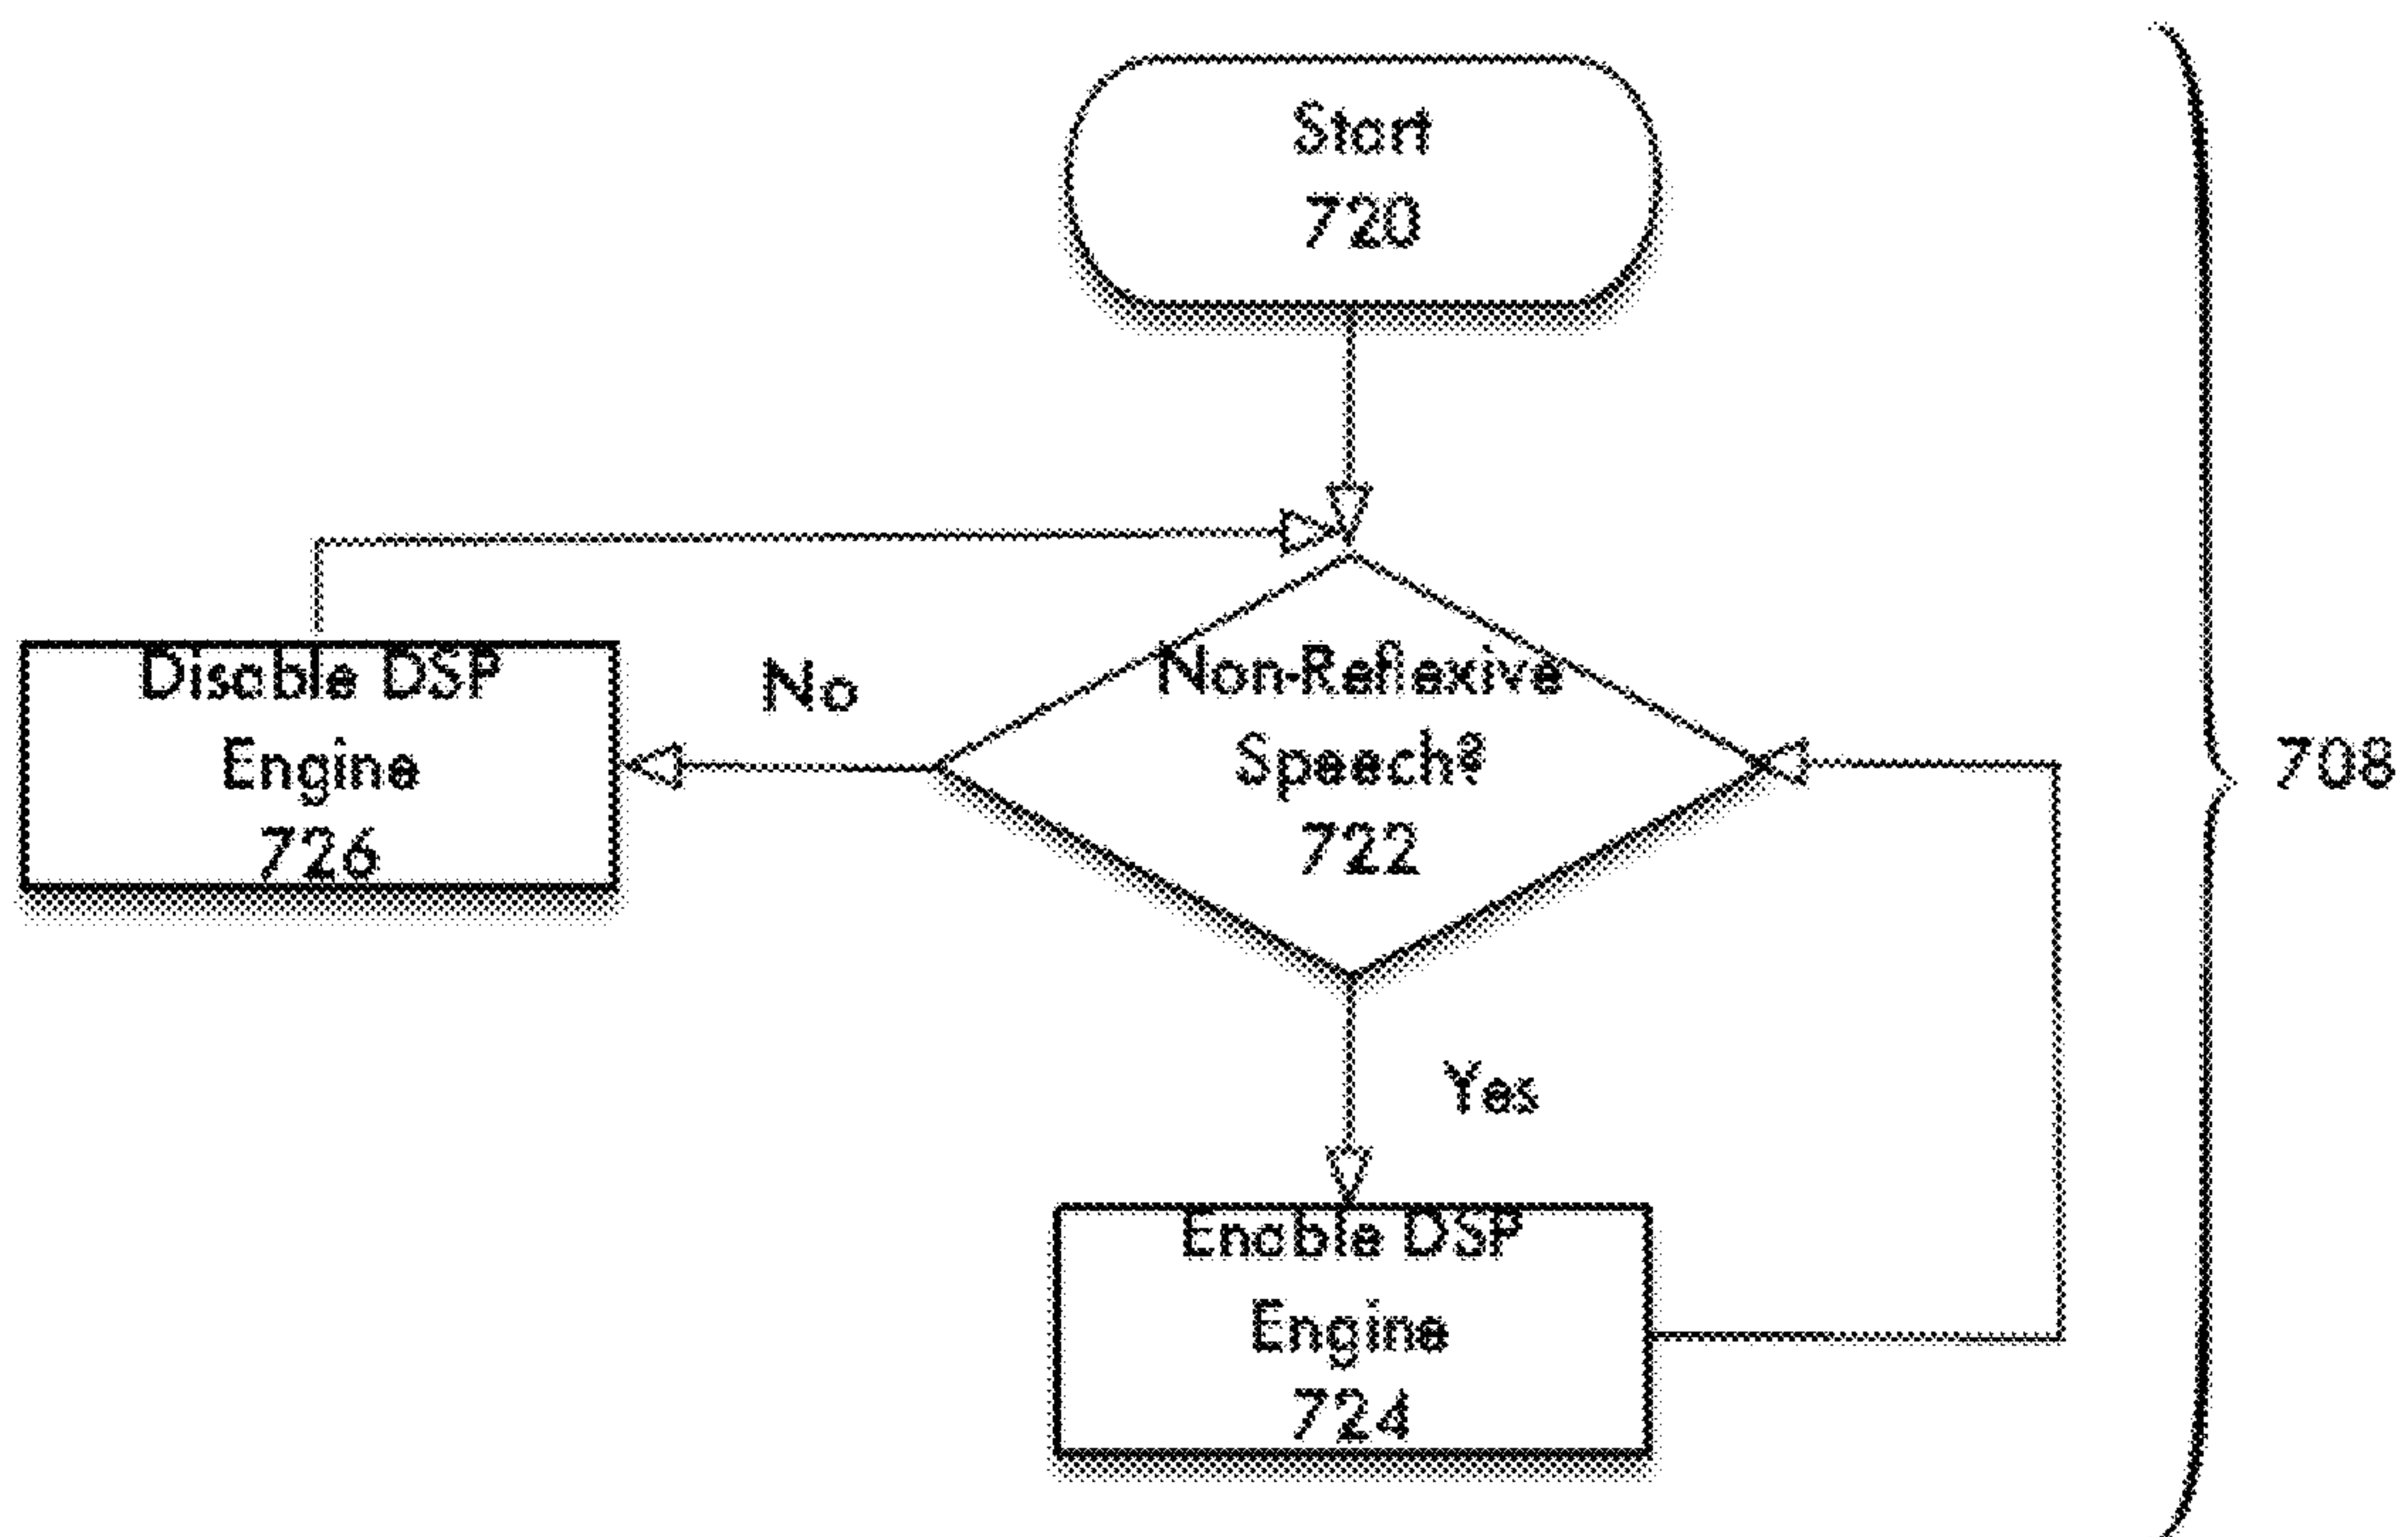 Start
720
Disable DSP
Engine
726
No
Non-Reflexive
Speech?
722
708
Yes
Enable DSP
Engine
724